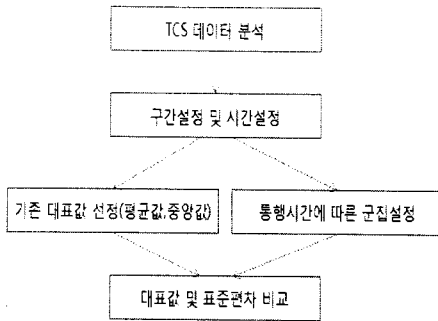 TCS 데이터 분석
구간설정 및 시간설정
기존 대표값 선정(평균값,중앙값)
통행시간에 따른 군집설정
대표값 및 표준편차 비교